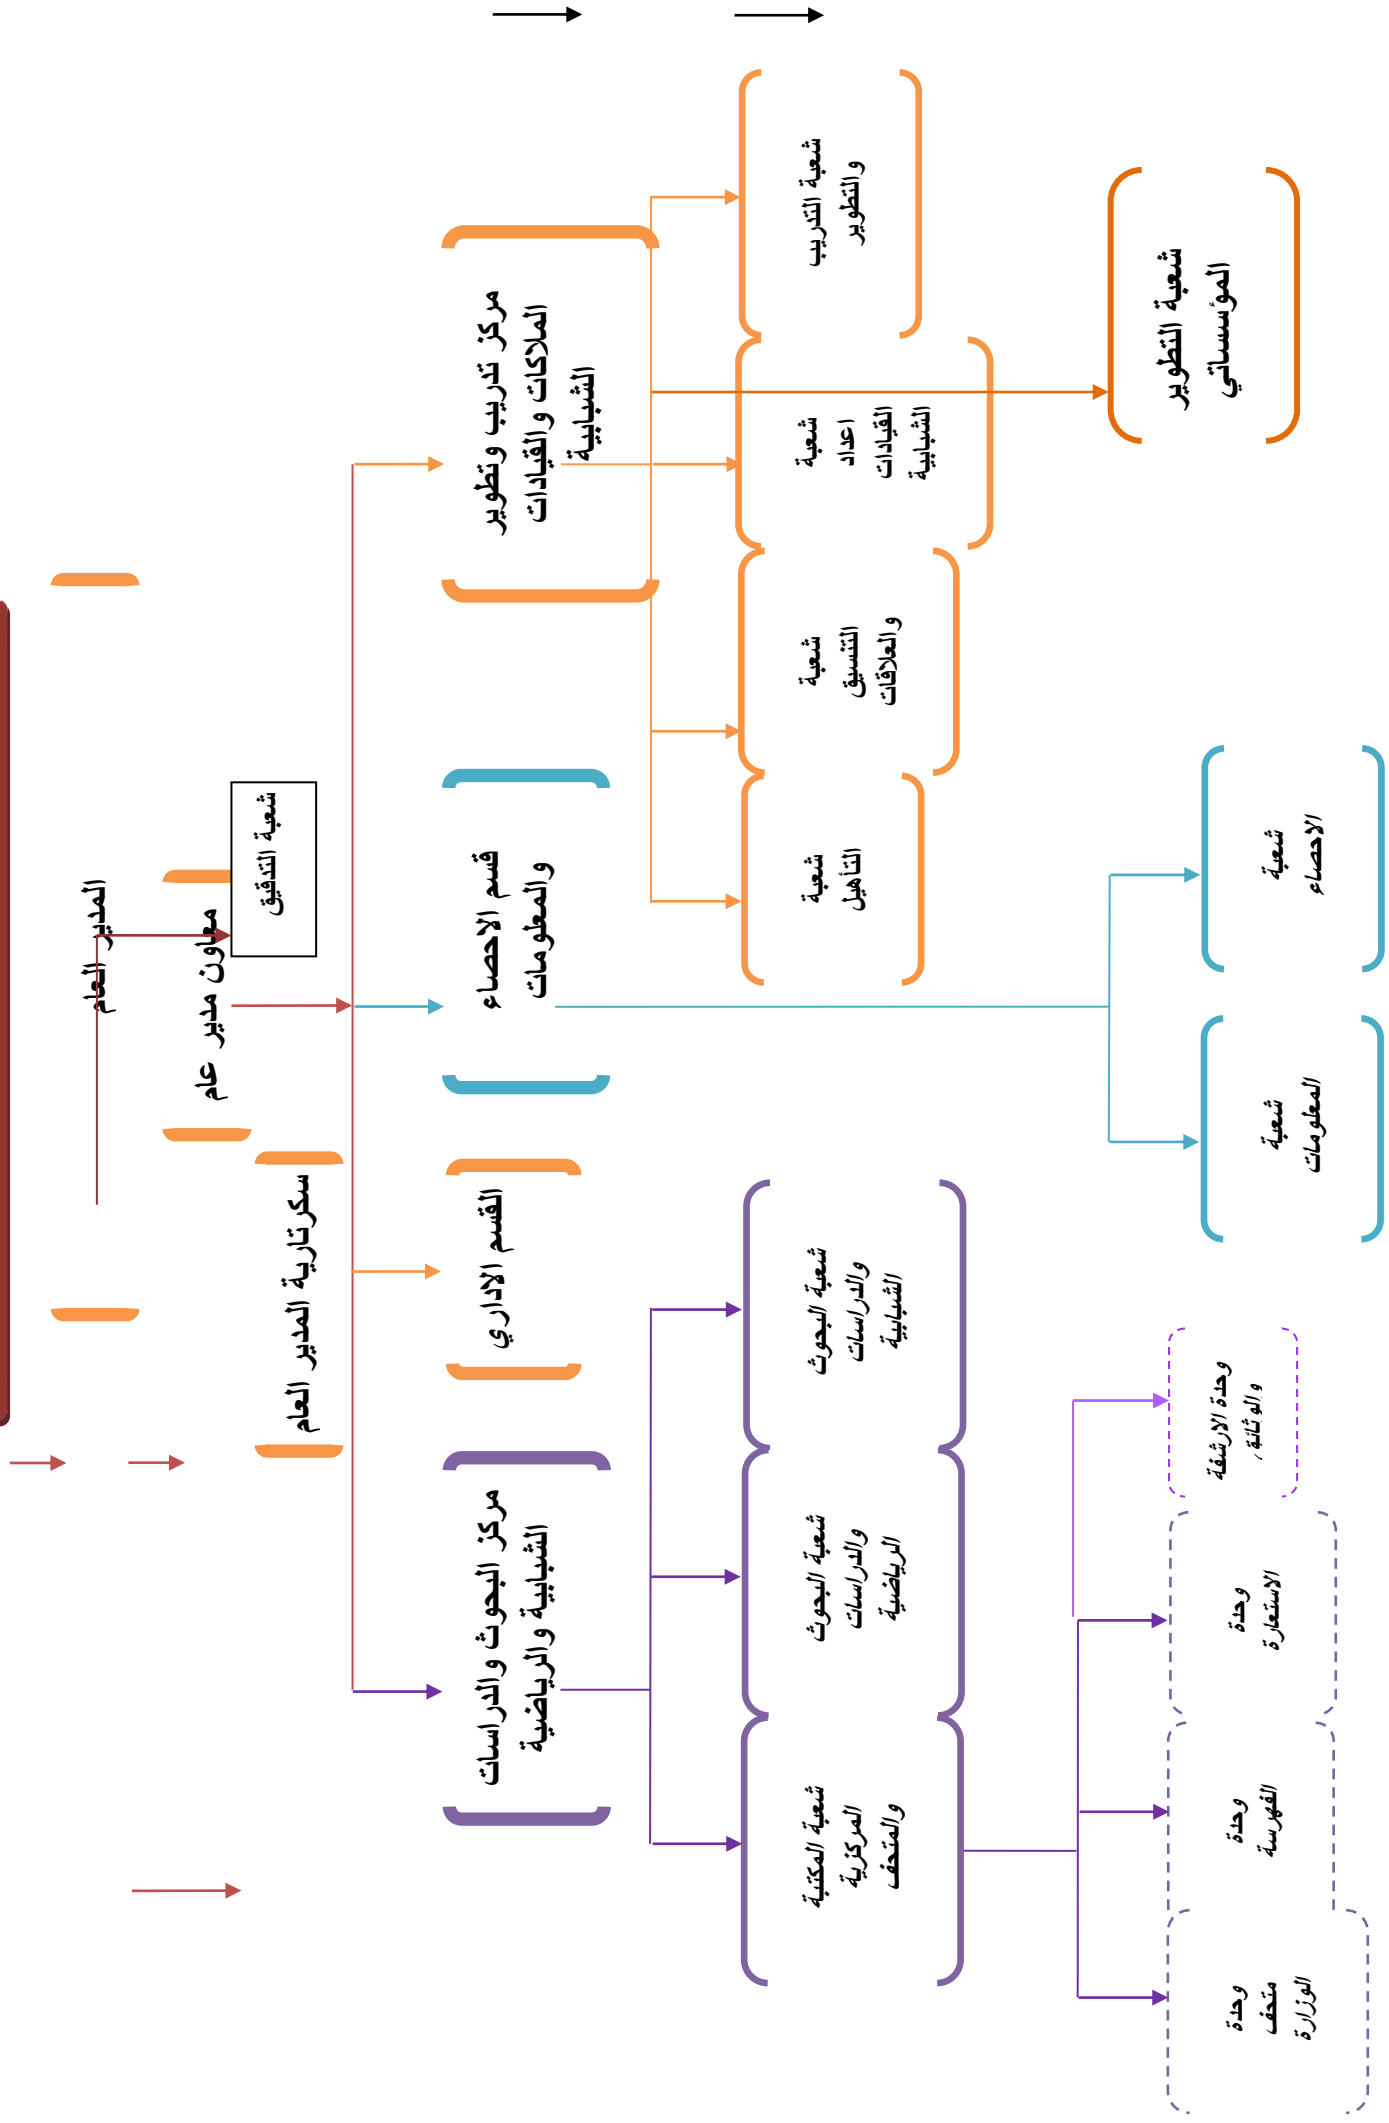 المدير العام
معاون مدير عام
شعبة التدقيق
سكرتارية المدير العام
مركز تدريب وتطوير
الملاكات والقيادات
الشبابية
قسم الاحصاء
والمعلومات
القسم الاداري
مركز البحوث والدراسات
الشبابية والرياضية
شعبة التدريب
والتطوير
شعبة
اعداد
القيادات
الشبابية
شعبة
التنسيق
والعلاقات
شعبة
التأهيل
شعبة التطوير
المؤسساتي
شعبة
الاحصاء
شعبة
المعلومات
شعبة البحوث
والدراسات
الشبابية
شعبة البحوث
والدراسات
الرياضية
شعبة المكتبة
المركزية
والمتحف
وحدة الارشفة
والوثائق
وحدة
الاستعارة
وحدة
الفهرسة
وحدة
متحف
الوزارة